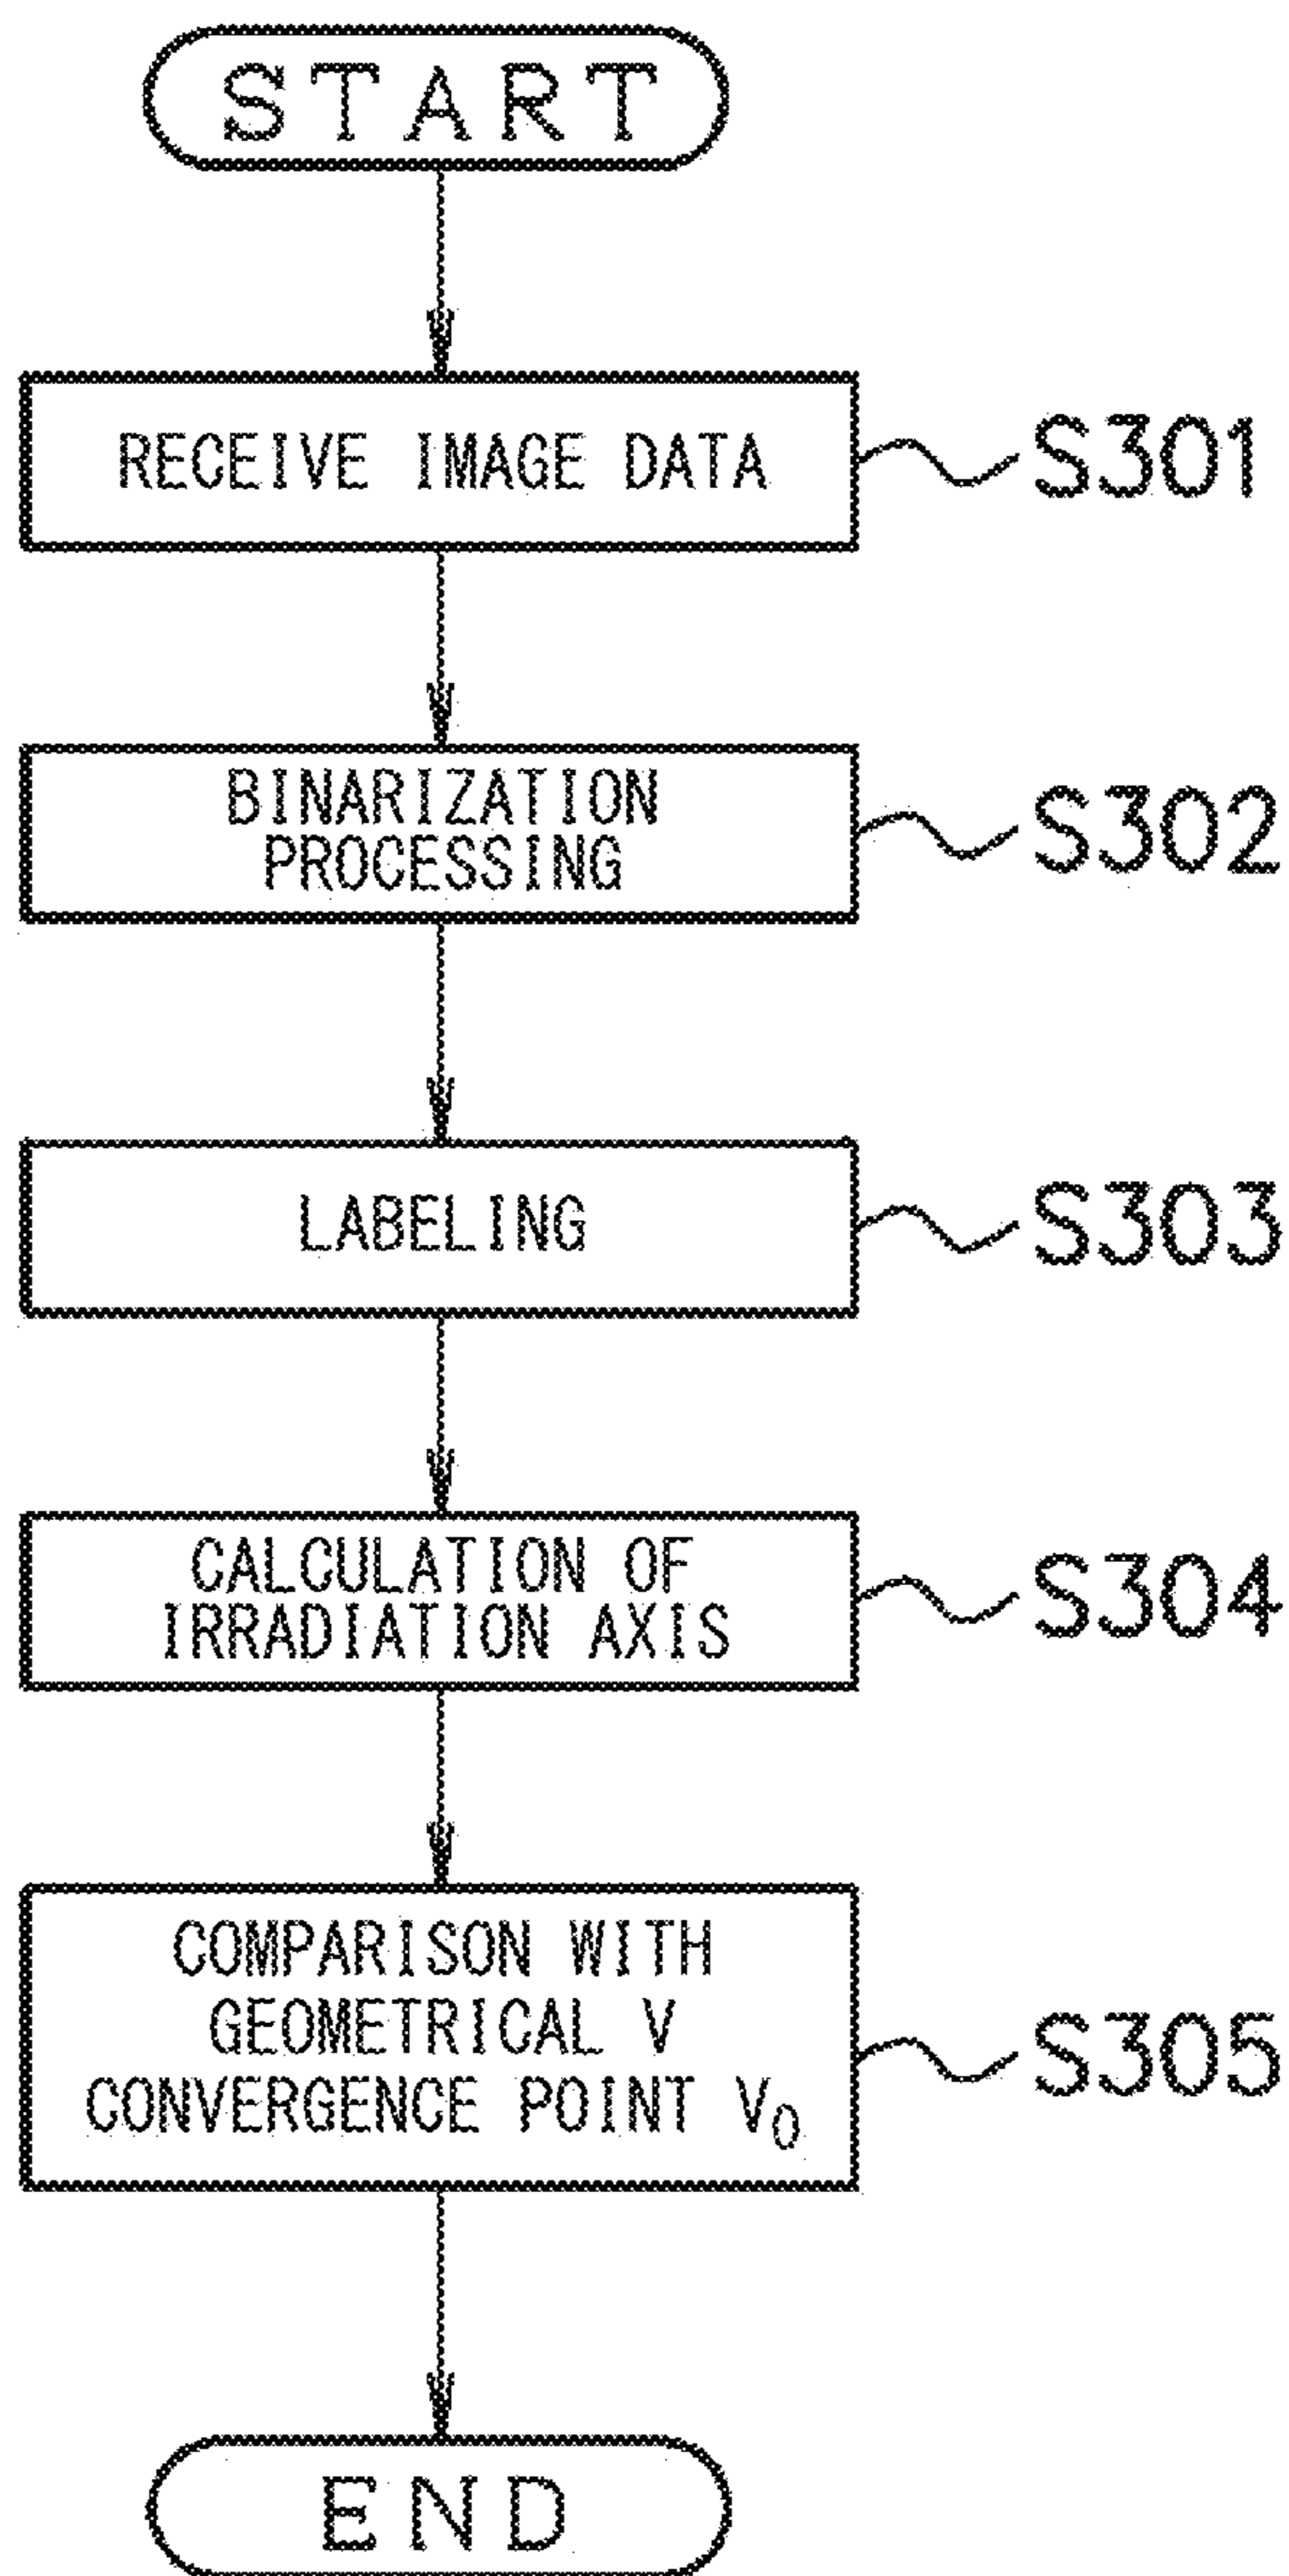 START
RECEIVE IMAGE DATA
S301
BINARIZATION
PROCESSING
S302
LABELING
S303
CALCULATION OF
IRRADIATION AXIS
S304
COMPARISON WITH
GEOMETRICAL V
CONVERGENCE POINT V₀
S305
END